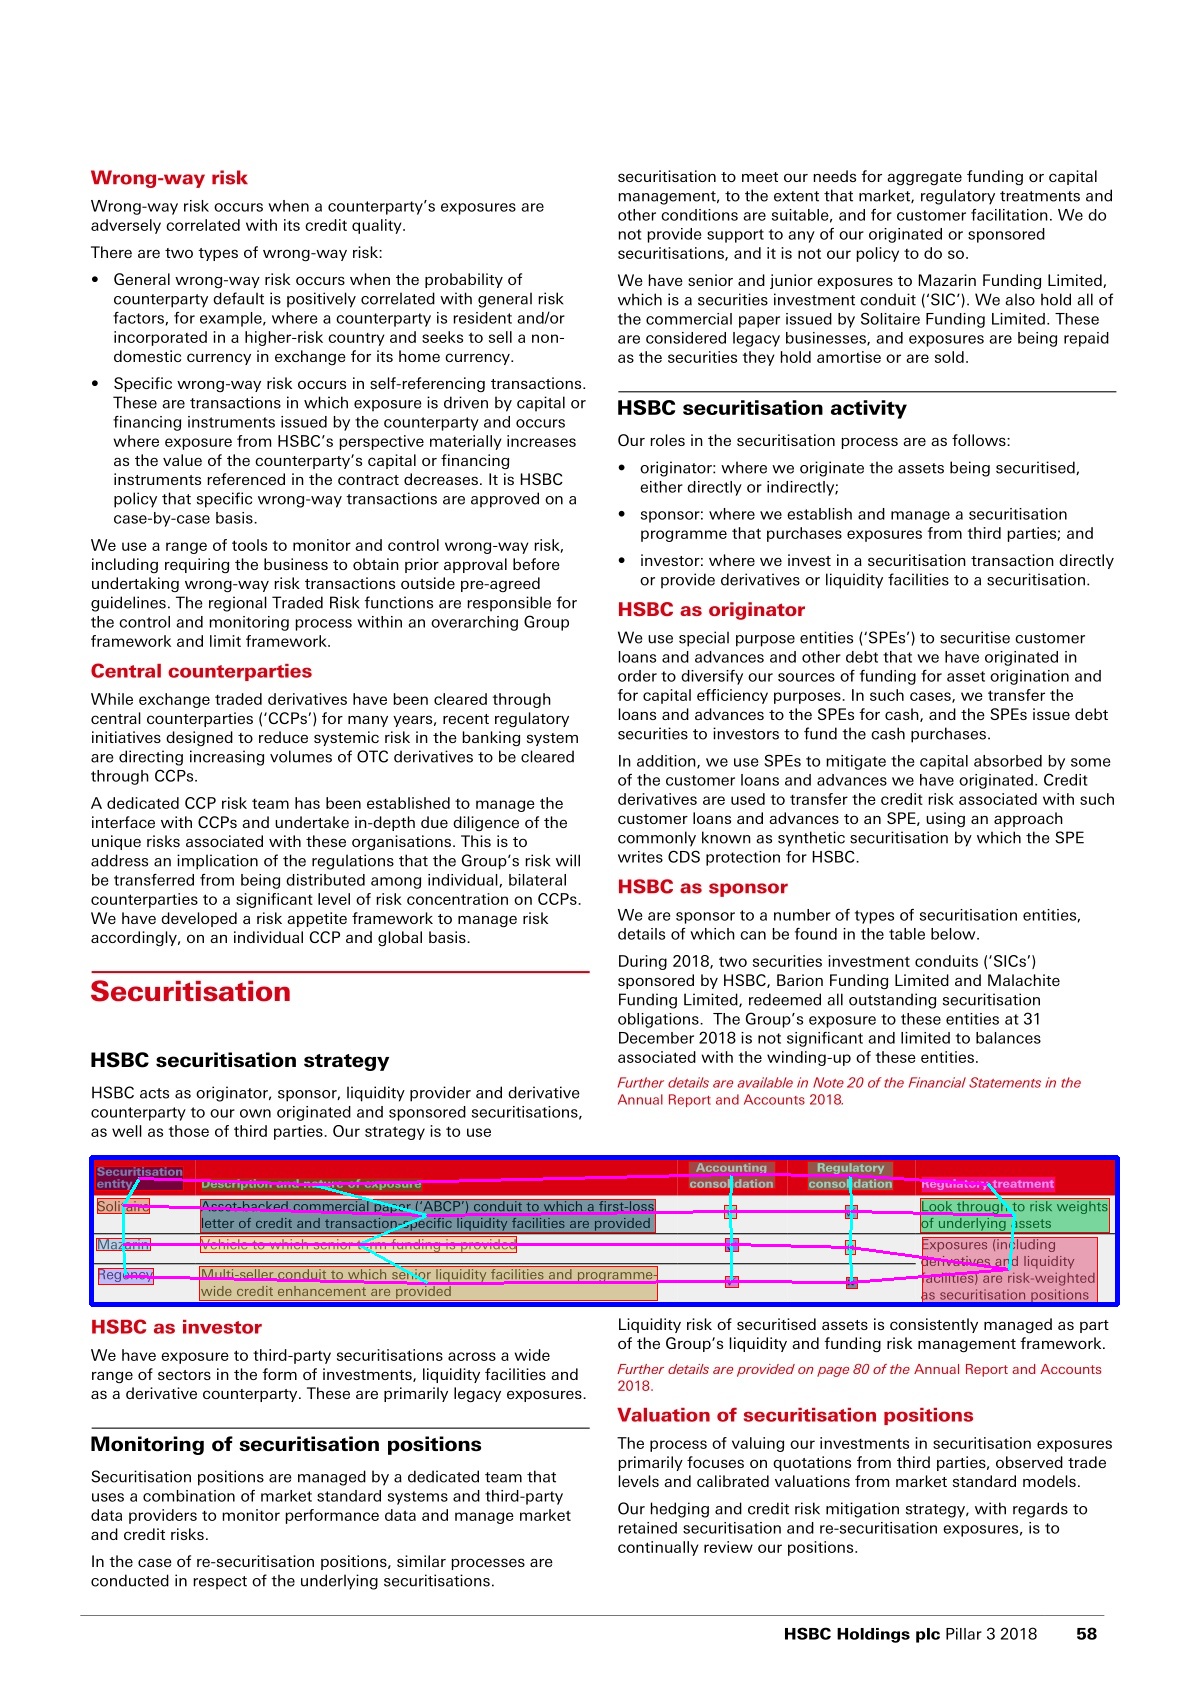 Wrong-way risk
Wrong-way risk occurs when a counterparty’s exposures are
adversely correlated with its credit quality.
There are two types of wrong-way risk:
• General wrong-way risk occurs when the probability of
counterparty default is positively correlated with general risk
factors, for example, where a counterparty is resident and/or
incorporated in a higher-risk country and seeks to sell a non-
domestic currency in exchange for its home currency.
• Specific wrong-way risk occurs in self-referencing transactions.
These are transactions in which exposure is driven by capital or
financing instruments issued by the counterparty and occurs
where exposure from HSBC’s perspective materially increases
as the value of the counterparty’s capital or financing
instruments referenced in the contract decreases. It is HSBC
policy that specific wrong-way transactions are approved on a
case-by-case basis.
We use a range of tools to monitor and control wrong-way risk,
including requiring the business to obtain prior approval before
undertaking wrong-way risk transactions outside pre-agreed
guidelines. The regional Traded Risk functions are responsible for
the control and monitoring process within an overarching Group
framework and limit framework.
Central counterparties
While exchange traded derivatives have been cleared through
central counterparties (‘CCPs’) for many years, recent regulatory
initiatives designed to reduce systemic risk in the banking system
are directing increasing volumes of OTC derivatives to be cleared
through CCPs.
A dedicated CCP risk team has been established to manage the
interface with CCPs and undertake in-depth due diligence of the
unique risks associated with these organisations. This is to
address an implication of the regulations that the Group’s risk will
be transferred from being distributed among individual, bilateral
counterparties to a significant level of risk concentration on CCPs.
We have developed a risk appetite framework to manage risk
accordingly, on an individual CCP and global basis.
Securitisation
HSBC securitisation strategy
HSBC acts as originator, sponsor, liquidity provider and derivative
counterparty to our own originated and sponsored securitisations,
as well as those of third parties. Our strategy is to use
securitisation to meet our needs for aggregate funding or capital
management, to the extent that market, regulatory treatments and
other conditions are suitable, and for customer facilitation. We do
not provide support to any of our originated or sponsored
securitisations, and it is not our policy to do so.
We have senior and junior exposures to Mazarin Funding Limited,
which is a securities investment conduit (‘SIC’). We also hold all of
the commercial paper issued by Solitaire Funding Limited. These
are considered legacy businesses, and exposures are being repaid
as the securities they hold amortise or are sold.
HSBC securitisation activity
Our roles in the securitisation process are as follows:
• originator: where we originate the assets being securitised,
either directly or indirectly;
• sponsor: where we establish and manage a securitisation
programme that purchases exposures from third parties; and
• investor: where we invest in a securitisation transaction directly
or provide derivatives or liquidity facilities to a securitisation.
HSBC as originator
We use special purpose entities (‘SPEs’) to securitise customer
loans and advances and other debt that we have originated in
order to diversify our sources of funding for asset origination and
for capital efficiency purposes. In such cases, we transfer the
loans and advances to the SPEs for cash, and the SPEs issue debt
securities to investors to fund the cash purchases.
In addition, we use SPEs to mitigate the capital absorbed by some
of the customer loans and advances we have originated. Credit
derivatives are used to transfer the credit risk associated with such
customer loans and advances to an SPE, using an approach
commonly known as synthetic securitisation by which the SPE
writes CDS protection for HSBC.
HSBC as sponsor
We are sponsor to a number of types of securitisation entities,
details of which can be found in the table below.
During 2018, two securities investment conduits (‘SICs’)
sponsored by HSBC, Barion Funding Limited and Malachite
Funding Limited, redeemed all outstanding securitisation
obligations. The Group’s exposure to these entities at 31
December 2018 is not significant and limited to balances
associated with the winding-up of these entities.
Further details are available in Note 20 of the Financial Statements in the
Annual Report and Accounts 2018.
Securitisation
entity
Description and nature of exposure
Accounting
consolidation
Regulatory
consolidation
Regulatory treatment
Solitaire
Asset-backed commercial paper (‘ABCP’) conduit to which a first-loss
letter of credit and transaction-specific liquidity facilities are provided
Look through to risk weights
of underlying assets
Mazarin
Vehicle to which senior term funding is provided
Exposures (including
derivatives and liquidity
facilities) are risk-weighted
as securitisation positions
Regency
Multi-seller conduit to which senior liquidity facilities and programme-
wide credit enhancement are provided
HSBC as investor
We have exposure to third-party securitisations across a wide
range of sectors in the form of investments, liquidity facilities and
as a derivative counterparty. These are primarily legacy exposures.
Monitoring of securitisation positions
Securitisation positions are managed by a dedicated team that
uses a combination of market standard systems and third-party
data providers to monitor performance data and manage market
and credit risks.
In the case of re-securitisation positions, similar processes are
conducted in respect of the underlying securitisations.
Liquidity risk of securitised assets is consistently managed as part
of the Group’s liquidity and funding risk management framework.
Further details are provided on page 80 of the Annual Report and Accounts
2018.
Valuation of securitisation positions
The process of valuing our investments in securitisation exposures
primarily focuses on quotations from third parties, observed trade
levels and calibrated valuations from market standard models.
Our hedging and credit risk mitigation strategy, with regards to
retained securitisation and re-securitisation exposures, is to
continually review our positions.
HSBC Holdings plc Pillar 3 2018 58